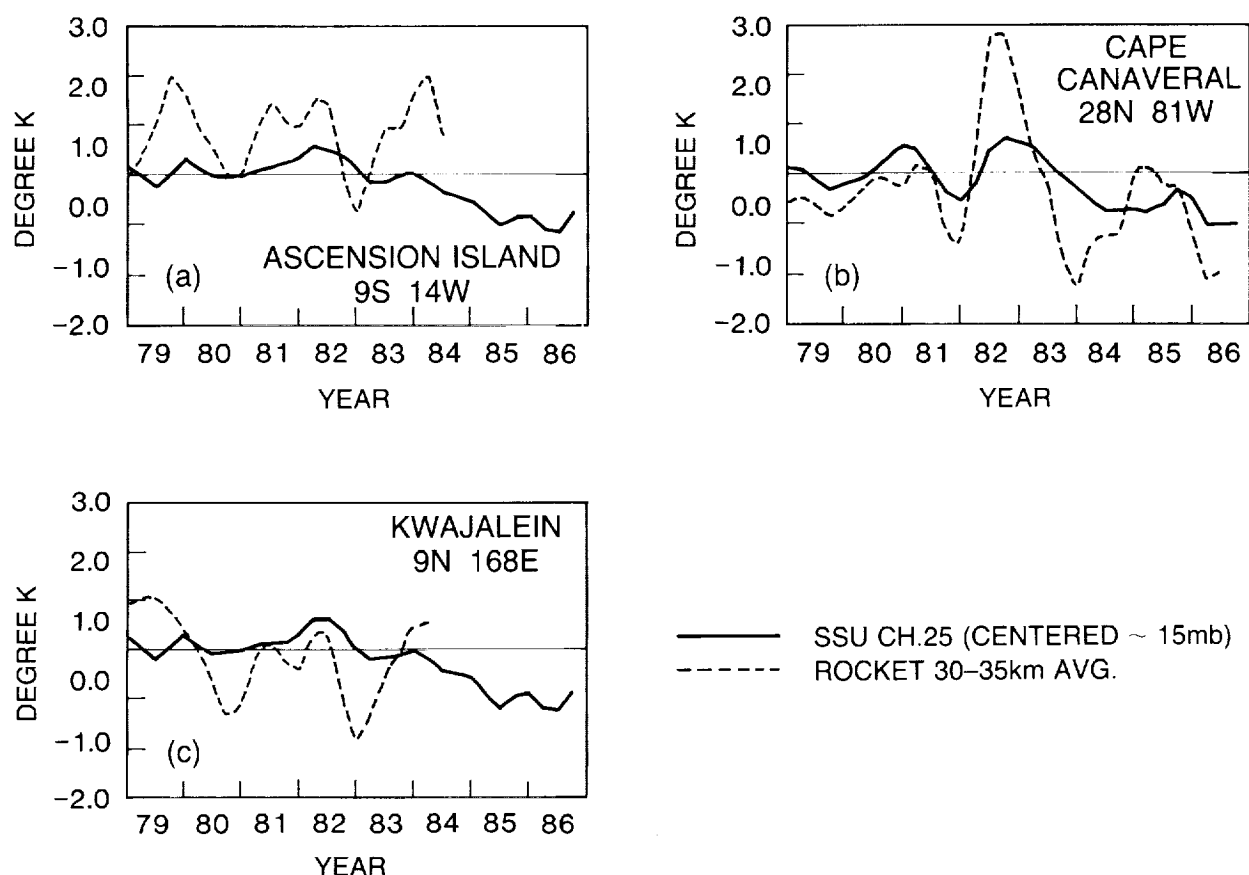 DEGREE K
3.0
2.0
1.0
0.0
−1.0
−2.0
(a)
ASCENSION ISLAND
9S 14W
79 80 81 82 83 84 85 86
YEAR
DEGREE K
3.0
2.0
1.0
0.0
−1.0
−2.0
(b)
CAPE
CANAVERAL
28N 81W
79 80 81 82 83 84 85 86
YEAR
DEGREE K
3.0
2.0
1.0
0.0
−1.0
−2.0
(c)
KWAJALEIN
9N 168E
79 80 81 82 83 84 85 86
YEAR
SSU CH.25 (CENTERED ~ 15mb)
ROCKET 30–35km AVG.